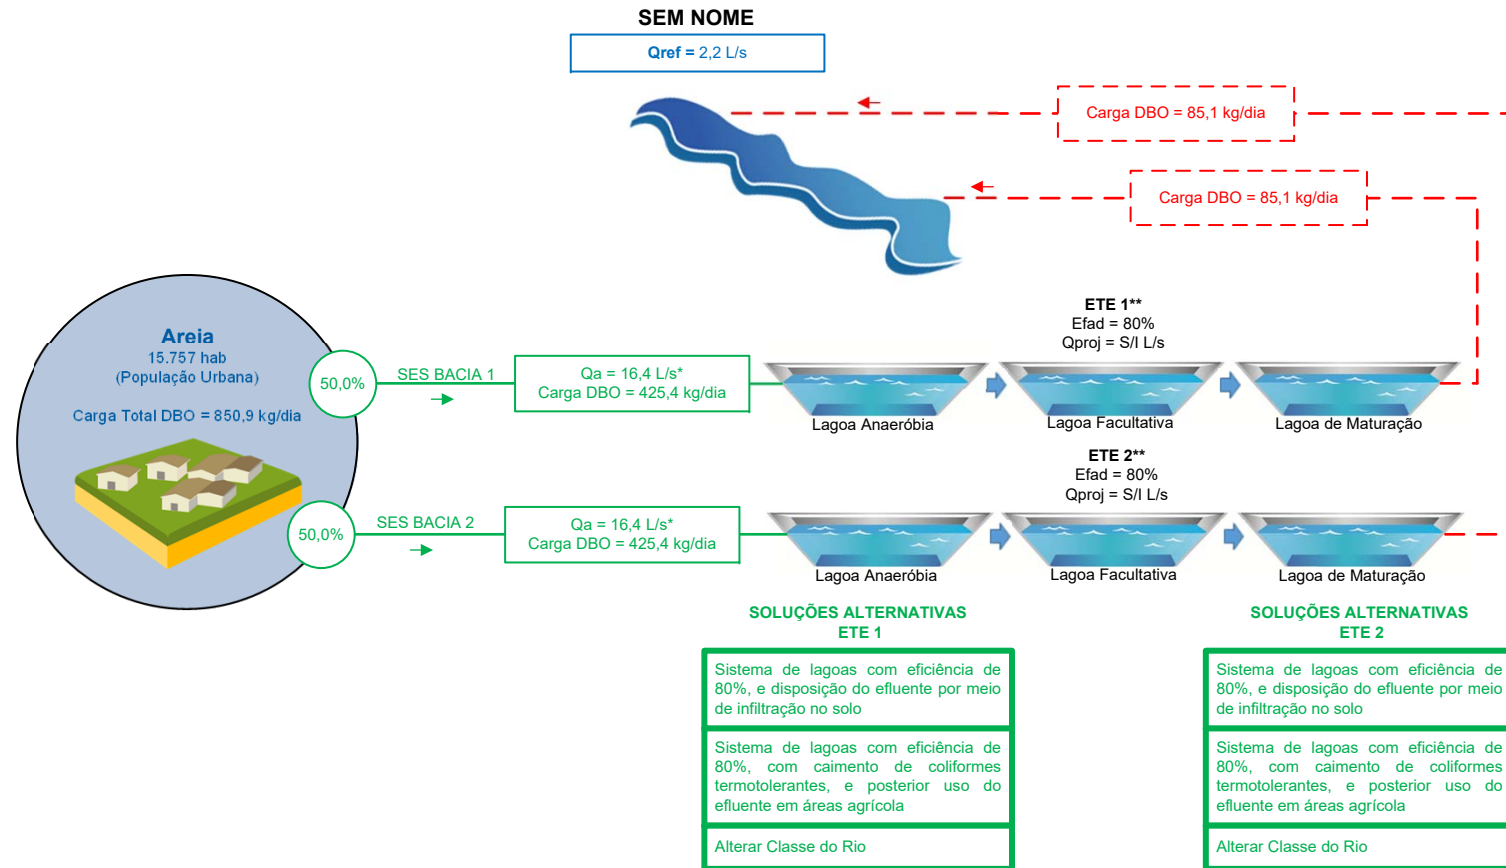 SEM NOME
Qref = 2,2 L/s
Carga DBO = 85,1 kg/dia
Carga DBO = 85,1 kg/dia
Areia
15.757 hab
(População Urbana)
Carga Total DBO = 850,9 kg/dia
50,0%
SES BACIA 1
Qa = 16,4 L/s*
Carga DBO = 425,4 kg/dia
ETE 1**
Efad = 80%
Qproj = S/I L/s
Lagoa Anaeróbia
Lagoa Facultativa
Lagoa de Maturação
50,0%
SES BACIA 2
Qa = 16,4 L/s*
Carga DBO = 425,4 kg/dia
ETE 2**
Efad = 80%
Qproj = S/I L/s
Lagoa Anaeróbia
Lagoa Facultativa
Lagoa de Maturação
SOLUÇÕES ALTERNATIVAS
ETE 1
Sistema de lagoas com eficiência de
80%, e disposição do efluente por meio
de infiltração no solo
Sistema de lagoas com eficiência de
80%, com caimento de coliformes
termotolerantes, e posterior uso do
efluente em áreas agrícola
Alterar Classe do Rio
SOLUÇÕES ALTERNATIVAS
ETE 2
Sistema de lagoas com eficiência de
80%, e disposição do efluente por meio
de infiltração no solo
Sistema de lagoas com eficiência de
80%, com caimento de coliformes
termotolerantes, e posterior uso do
efluente em áreas agrícola
Alterar Classe do Rio